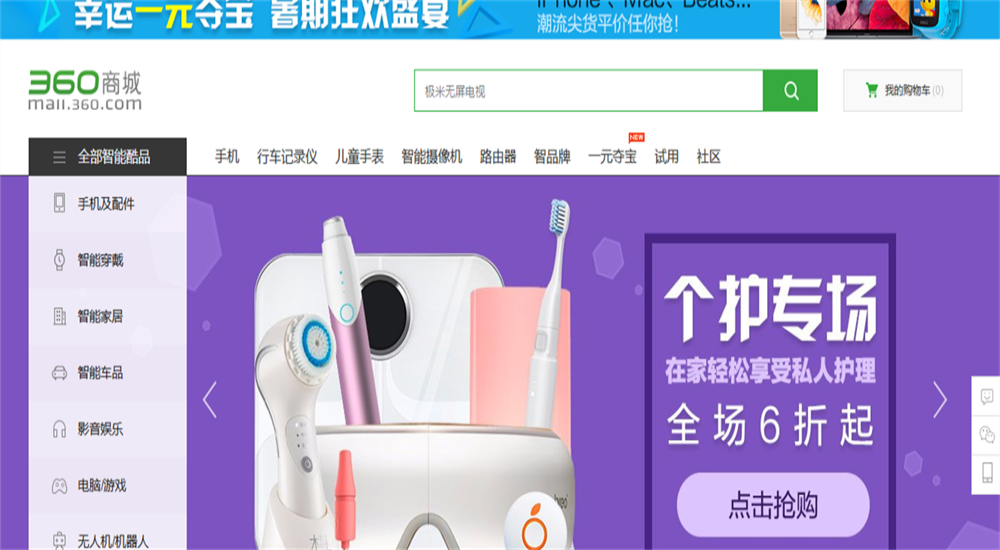 幸运一元夺宝 暑期狂欢盛宴
iPhone、Mac、Beats...
潮流尖货平价任你抢！
360商城
mall.360.com
极米无屏电视
我的购物车 (0)
全部智能酷品
手机
行车记录仪
儿童手表
智能摄像机
路由器
智品牌
一元夺宝
NEW
试用
社区
手机及配件
智能穿戴
智能家居
智能车品
影音娱乐
电脑/游戏
无人机/机器人
个护专场
在家轻松享受私人护理
全场6折起
点击抢购